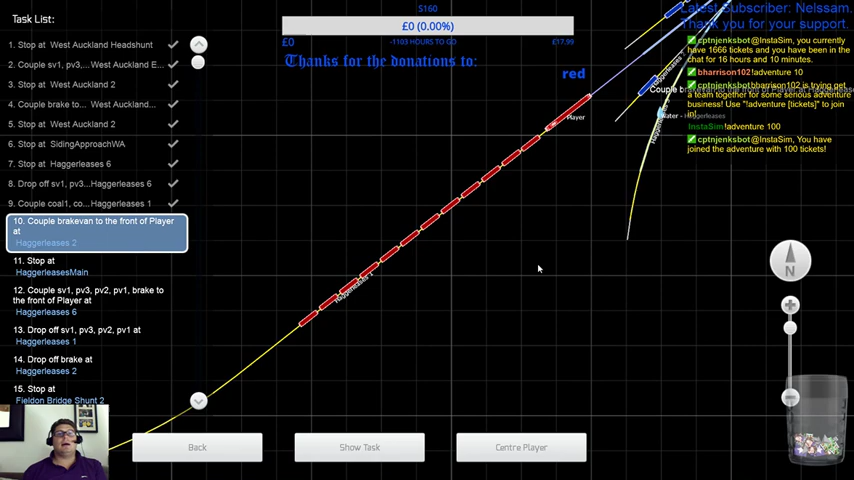 Task List:
1. Stop at West Auckland Headshunt
2. Couple sv1, pv3,...West Auckland E...
3. Stop at West Auckland 2
4. Couple brake to... West Auckland...
5. Stop at West Auckland 2
6. Stop at SidingApproachWA
7. Stop at Haggerleases 6
8. Drop off sv1, pv3...Haggerleases 6
9. Couple coal1, co...Haggerleases 1
10. Couple brakevan to the front of Player
at
Haggerleases 2
11. Stop at
HaggerleasesMain
12. Couple sv1, pv3, pv2, pv1, brake to
the front of Player at
Haggerleases 6
13. Drop off sv1, pv3, pv2, pv1 at
Haggerleases 1
14. Drop off brake at
Haggerleases 2
15. Stop at
Fieldon Bridge Shunt 2
S160
£0 (0.00%)
£0
-1103 HOURS TO GO
£17.99
Thanks for the donations to:
red
Player
Haggerleases 1
Latest Subscriber: Nelssam.
Thank you for your support.
cptnjenksbot@InstaSim, you currently
have 1666 tickets and you have been in the
chat for 16 hours and 10 minutes.
bharrison102!adventure 10
cptnjenksbotbharrison102 is trying get
a team together for some serious adventure
business! Use "!adventure [tickets]" to join
in!
InstaSim!adventure 100
cptnjenksbot@InstaSim, You have
joined the adventure with 100 tickets!
N
Back
Show Task
Centre Player